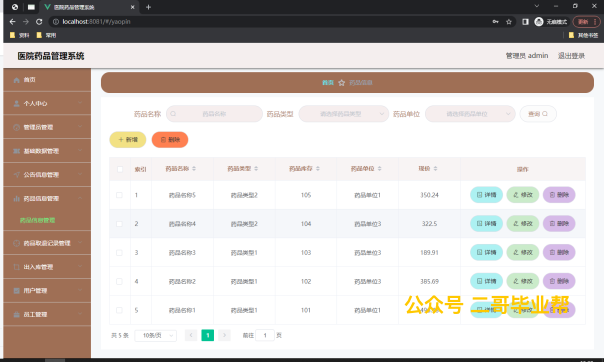 医院药品管理系统
localhost:8081/#/yaopin
无痕模式
更新
资料
常用
其他书签
医院药品管理系统
管理员 admin
退出登录
首页
个人中心
管理员管理
基础数据管理
公告信息管理
药品信息管理
药品信息管理
药品取退记录管理
出入库管理
用户管理
员工管理
首页 药品信息
药品名称 药品名称 药品类型 请选择药品类型 药品单位 请选择药品单位 查询
+ 新增 删除
索引 药品名称 药品类型 药品库存 药品单位 现价 操作
1 药品名称5 药品类型2 105 药品单位1 350.24 详情 修改 删除
2 药品名称4 药品类型2 104 药品单位3 322.5 详情 修改 删除
3 药品名称3 药品类型1 103 药品单位3 189.91 详情 修改 删除
4 药品名称2 药品类型1 102 药品单位3 385.69 详情 修改 删除
5 药品名称1 药品类型1 101 药品单位1
公众号 二哥毕业帮
共 5 条 10条/页 1 前往 1 页